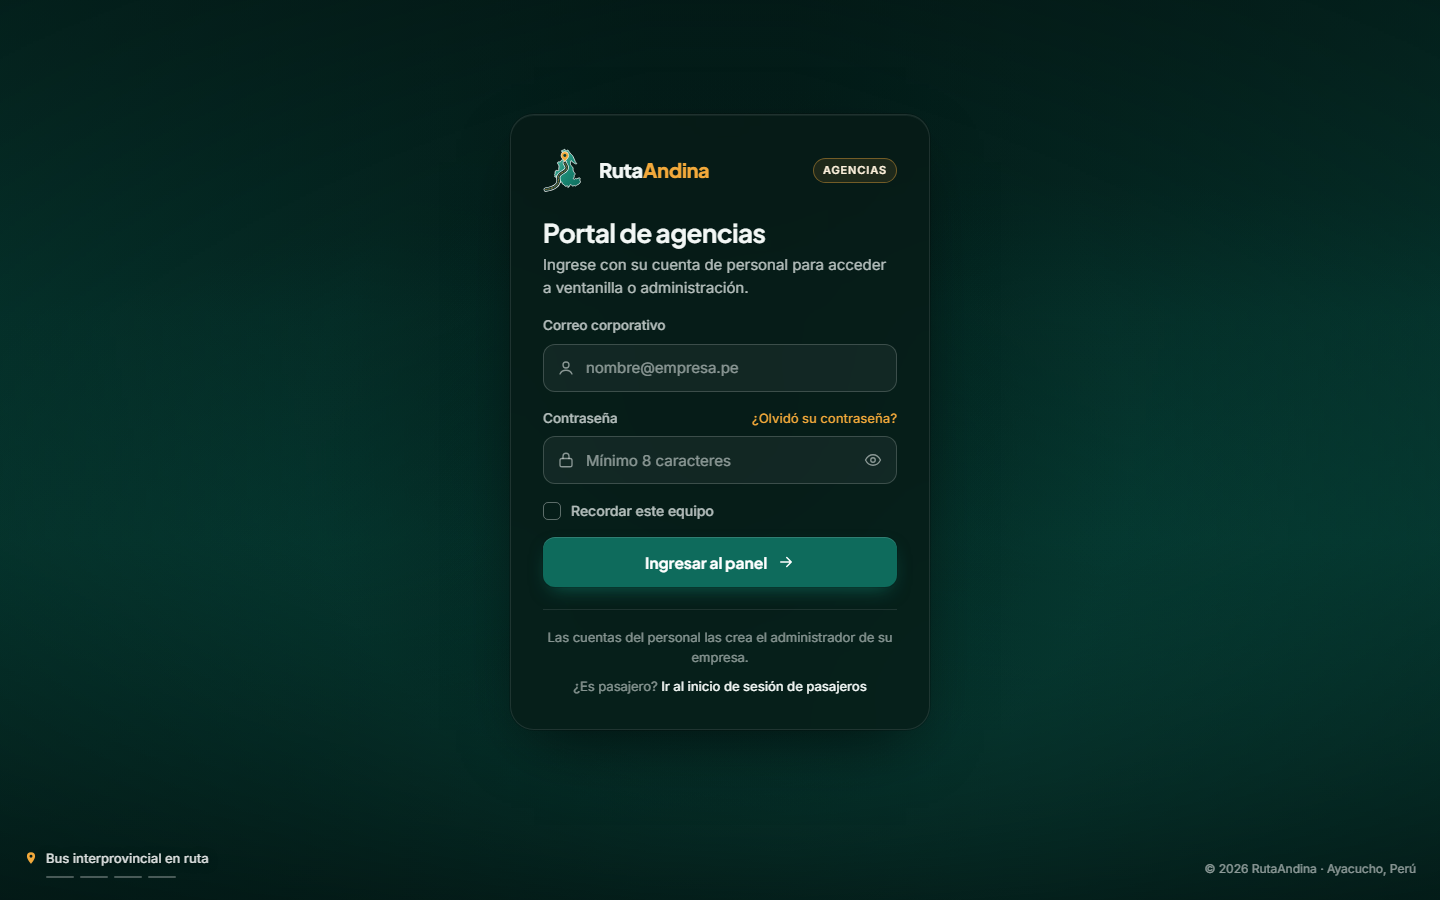 RutaAndina
AGENCIAS
Portal de agencias
Ingrese con su cuenta de personal para acceder
a ventanilla o administración.
Correo corporativo
nombre@empresa.pe
Contraseña
¿Olvidó su contraseña?
Mínimo 8 caracteres
Recordar este equipo
Ingresar al panel
Las cuentas del personal las crea el administrador de su
empresa.
¿Es pasajero? Ir al inicio de sesión de pasajeros
Bus interprovincial en ruta
© 2026 RutaAndina · Ayacucho, Perú